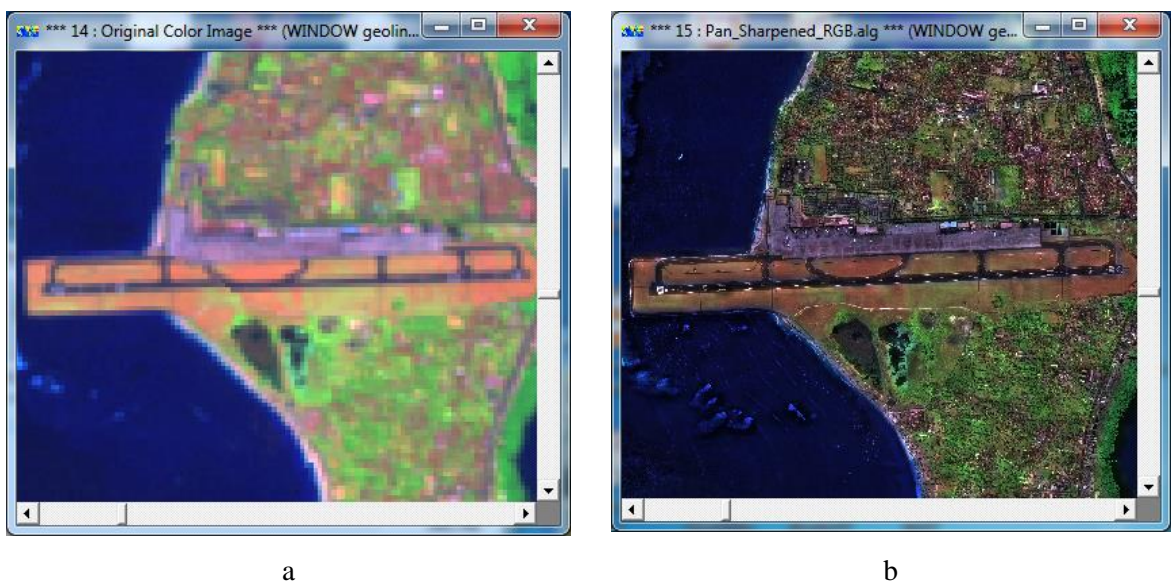 *** 14 : Original Color Image *** (WINDOW geolin...
*** 15 : Pan_Sharpened_RGB.alg *** (WINDOW ge...
a
b